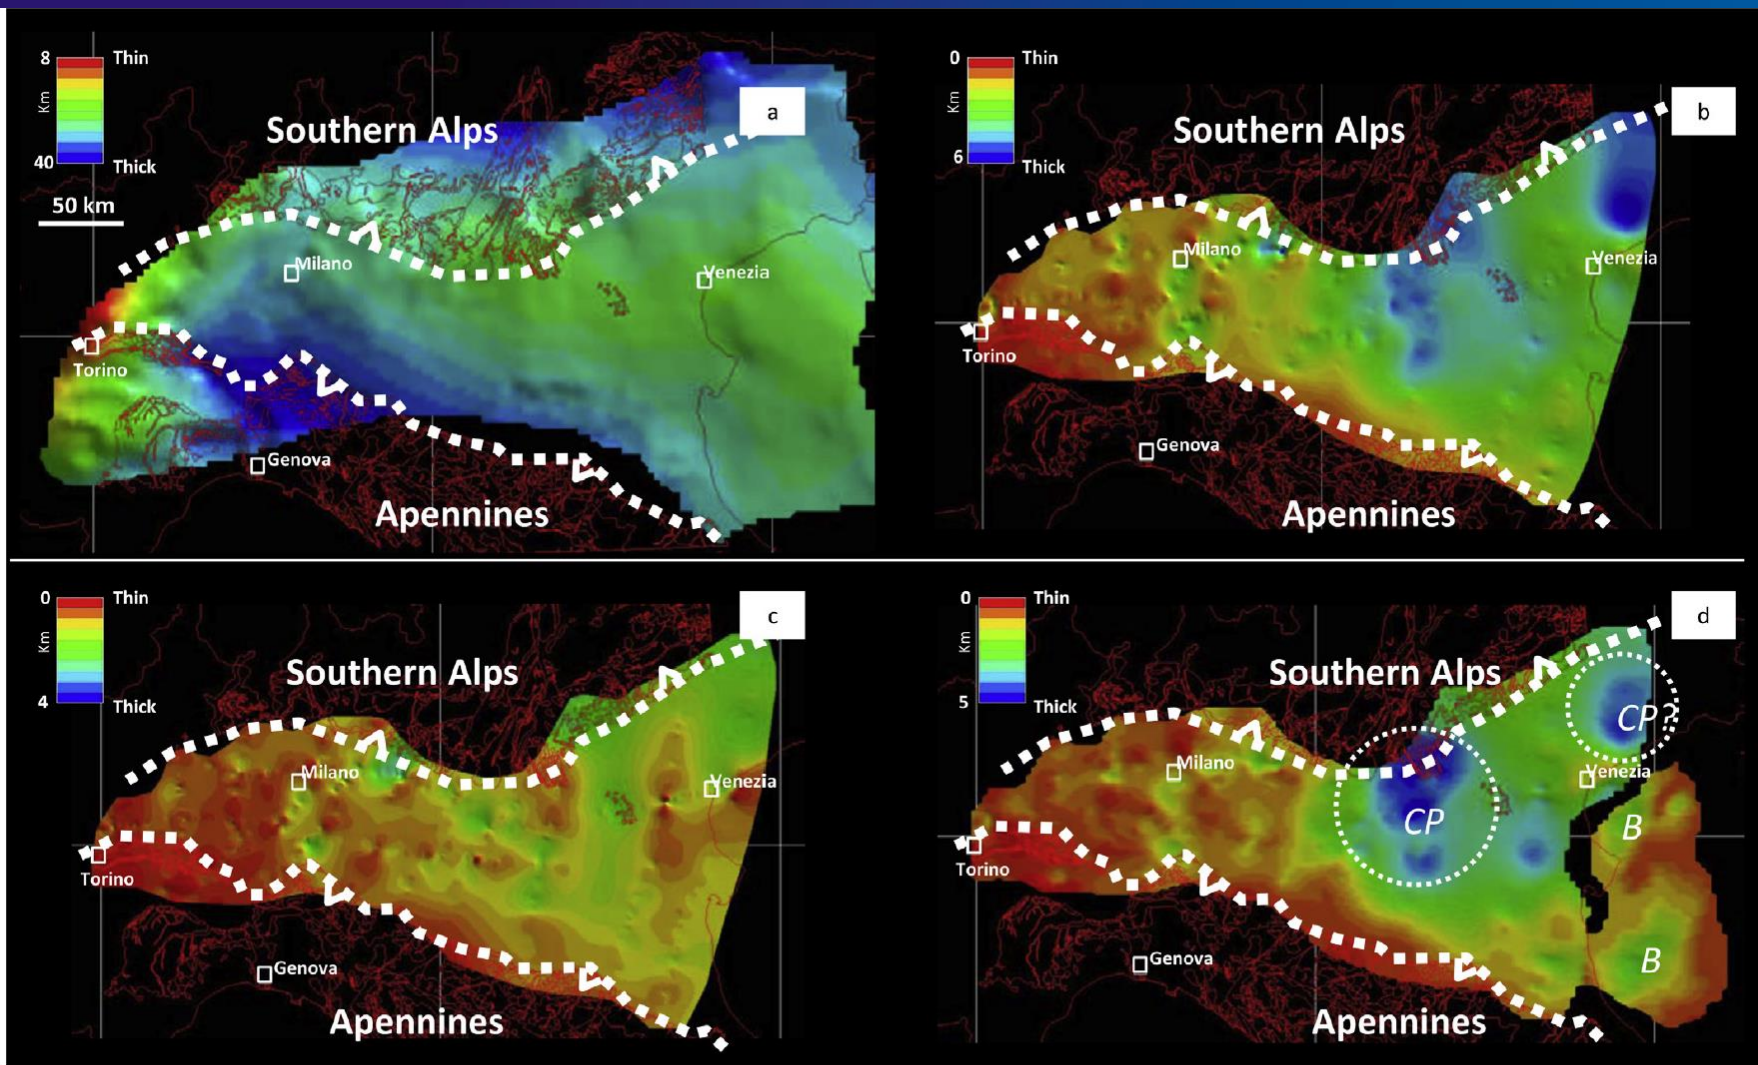 8
Thin
Km
40
Thick
50 km
Southern Alps
a
Milano
Venezia
Torino
Genova
Apennines
0
Thin
Km
6
Thick
Southern Alps
b
Milano
Venezia
Torino
Genova
Apennines
0
Thin
Km
4
Thick
Southern Alps
c
Milano
Venezia
Torino
Genova
Apennines
0
Thin
Km
5
Thick
Southern Alps
d
CP?
Milano
Venezia
CP
B
Torino
B
Genova
Apennines